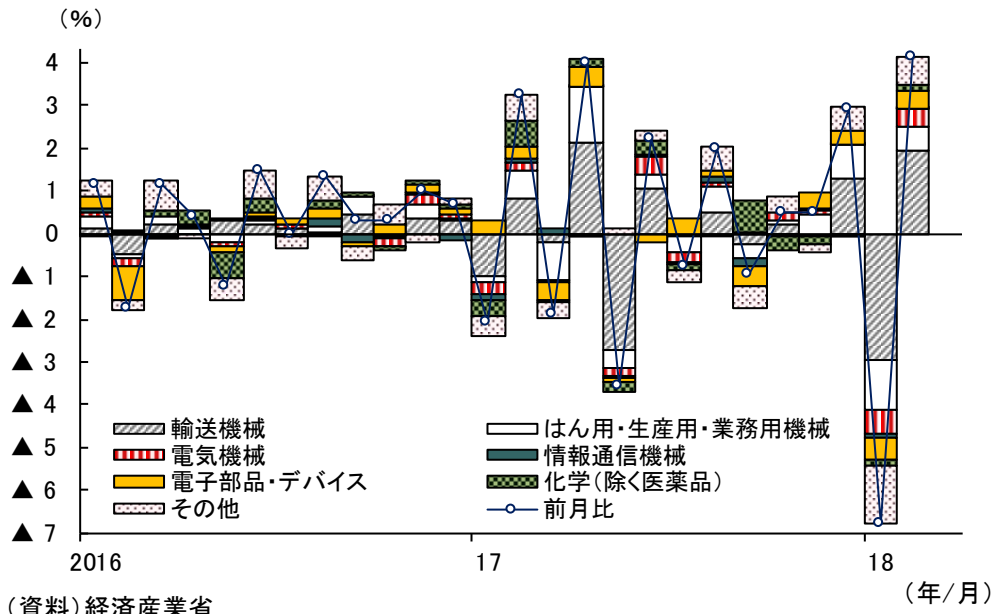 (%)
4
3
2
1
0
▲ 1
▲ 2
▲ 3
▲ 4
▲ 5
▲ 6
▲ 7
輸送機械
はん用・生産用・業務用機械
電気機械
情報通信機械
電子部品・デバイス
化学(除く医薬品)
その他
前月比
2016 17 18
(年/月)
(資料)経済産業省